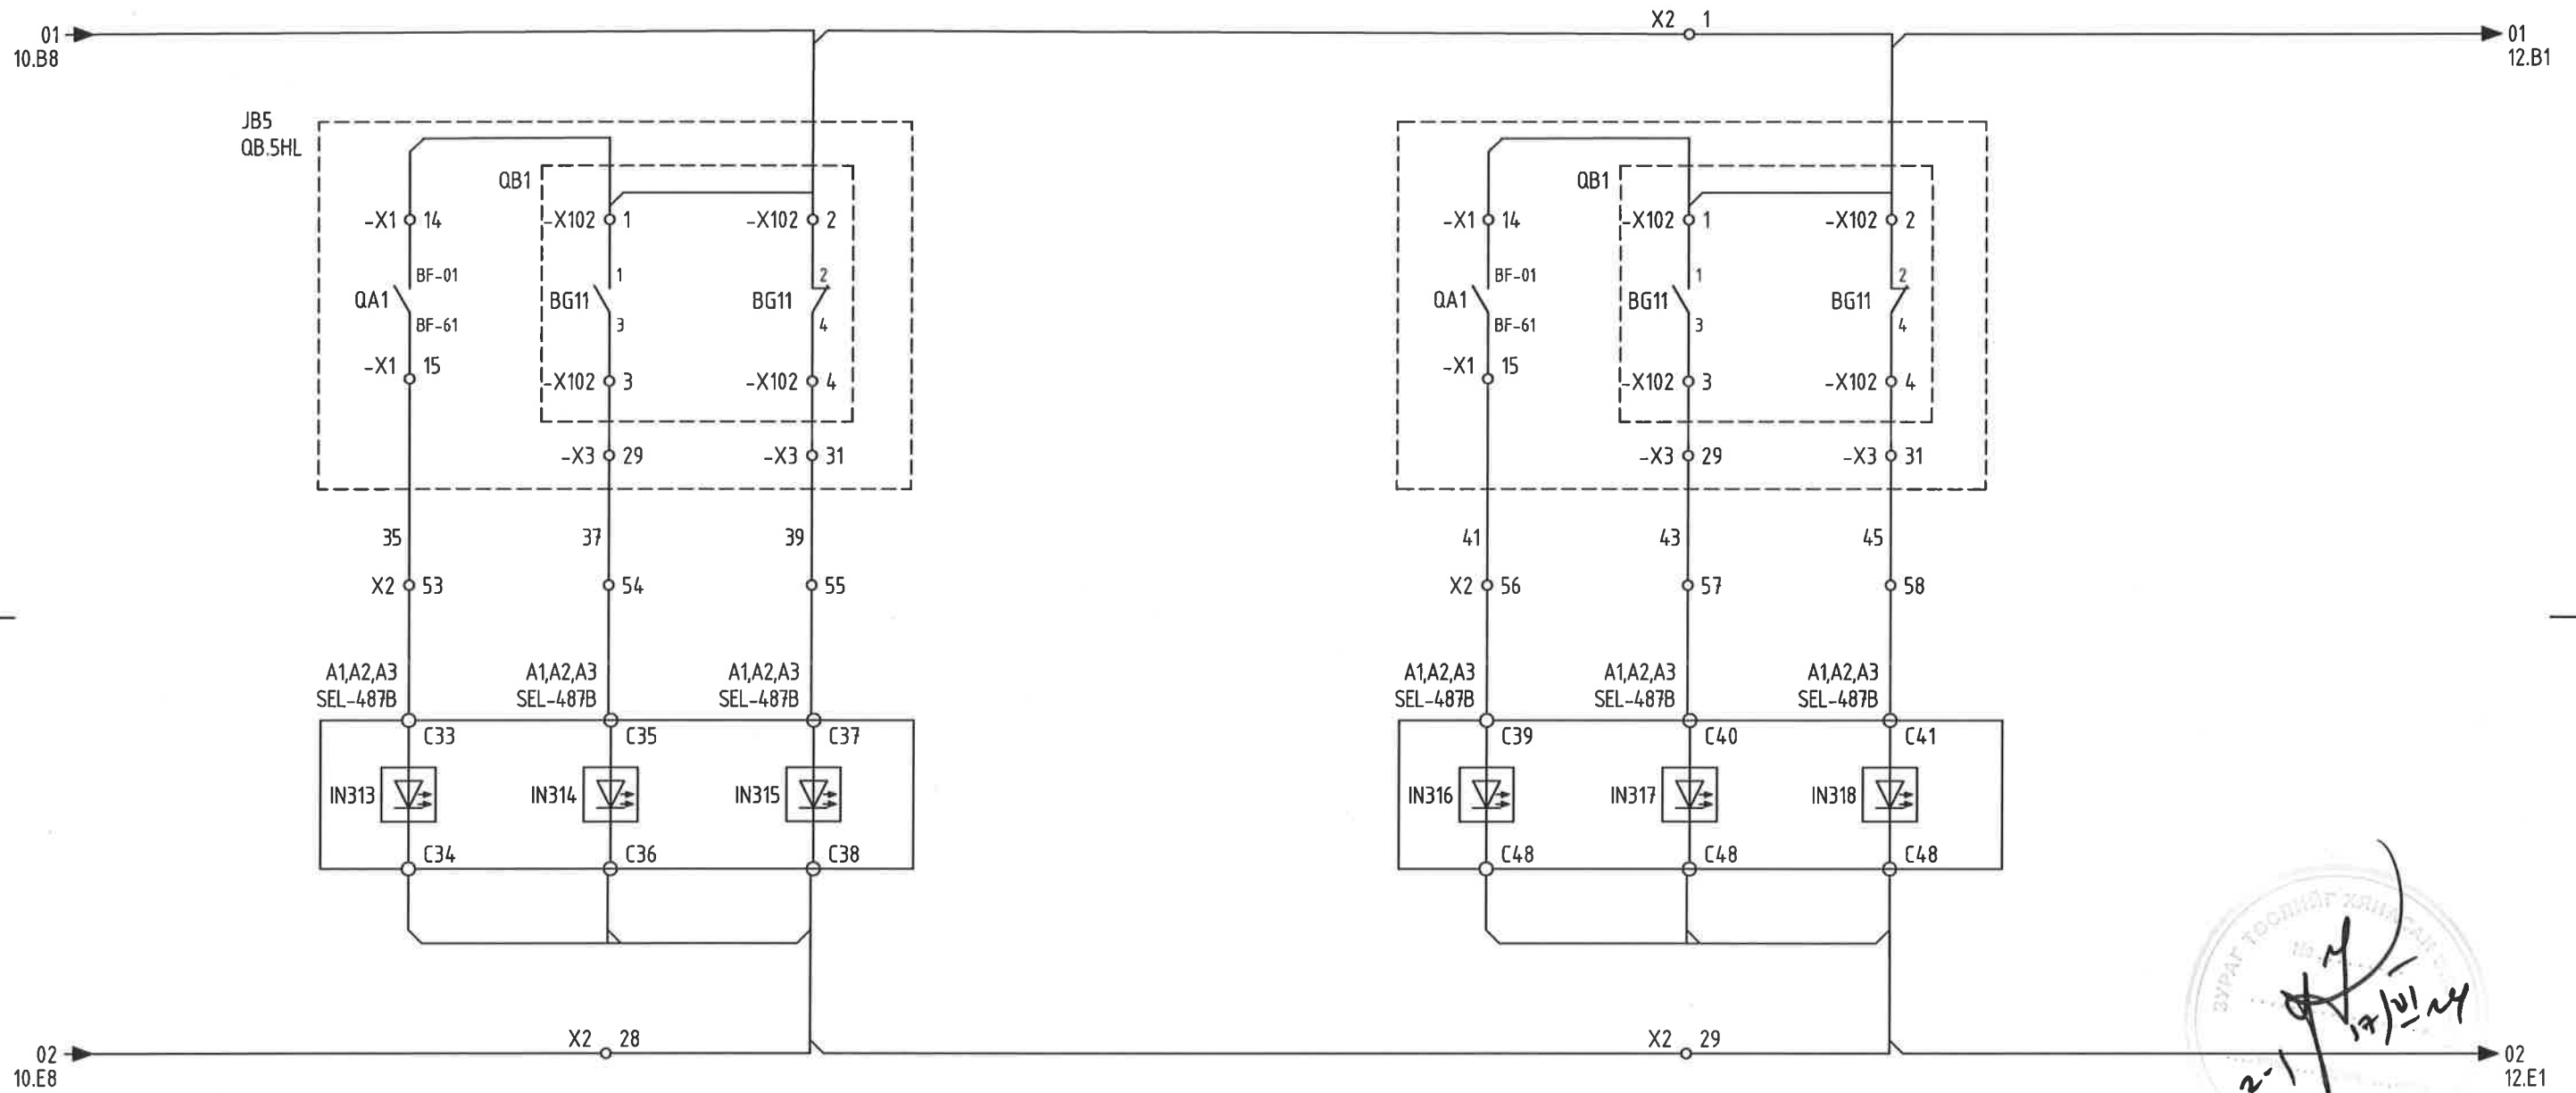 X2 1
01
10.B8
01
12.B1
JB5
QB.5HL
QB1
QB1
-X1 14
-X102 1
-X102 2
-X1 14
-X102 1
-X102 2
BF-01
1
2
BF-01
1
2
QA1
BG11
BG11
QA1
BG11
BG11
BF-61
3
4
BF-61
3
4
-X1 15
-X102 3
-X102 4
-X1 15
-X102 3
-X102 4
-X3 29
-X3 31
-X3 29
-X3 31
35
37
39
41
43
45
X2 53
54
55
X2 56
57
58
A1,A2,A3
SEL-487B
A1,A2,A3
SEL-487B
A1,A2,A3
SEL-487B
A1,A2,A3
SEL-487B
A1,A2,A3
SEL-487B
A1,A2,A3
SEL-487B
C33
C35
C37
C39
C40
C41
IN313
IN314
IN315
IN316
IN317
IN318
C34
C36
C38
C48
C48
C48
ЗУРАГ ТӨСЛИЙГ ХЯНАСАН
No
X2 28
X2 29
02
10.E8
02
12.E1